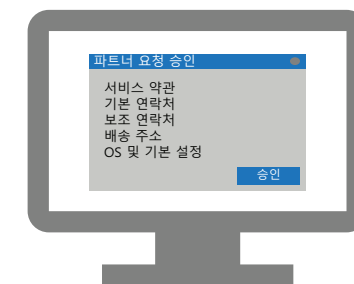 파트너 요청 승인
서비스 약관
기본 연락처
보조 연락처
배송 주소
OS 및 기본 설정
승인